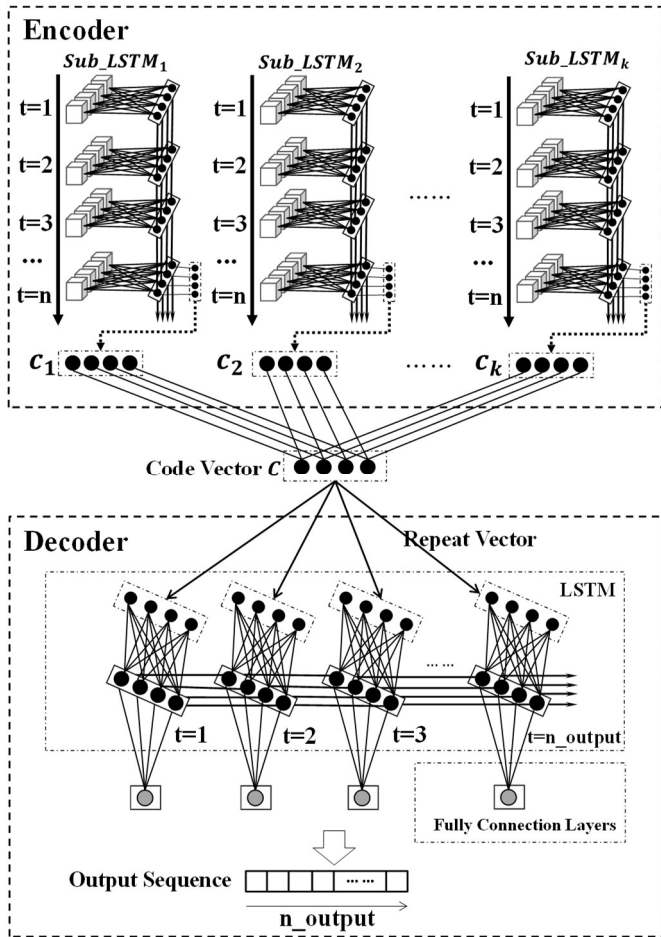 Encoder
Sub_LSTM₁ Sub_LSTM₂ Sub_LSTMₖ
t=1 t=1 t=1
t=2 t=2 t=2
......
t=3 t=3 t=3
... ... ...
t=n t=n t=n
c₁ c₂ ...... cₖ
Code Vector C
Decoder
Repeat Vector
LSTM
... ...
t=1 t=2 t=3 t=n_output
Fully Connection Layers
Output Sequence ... ...
n_output